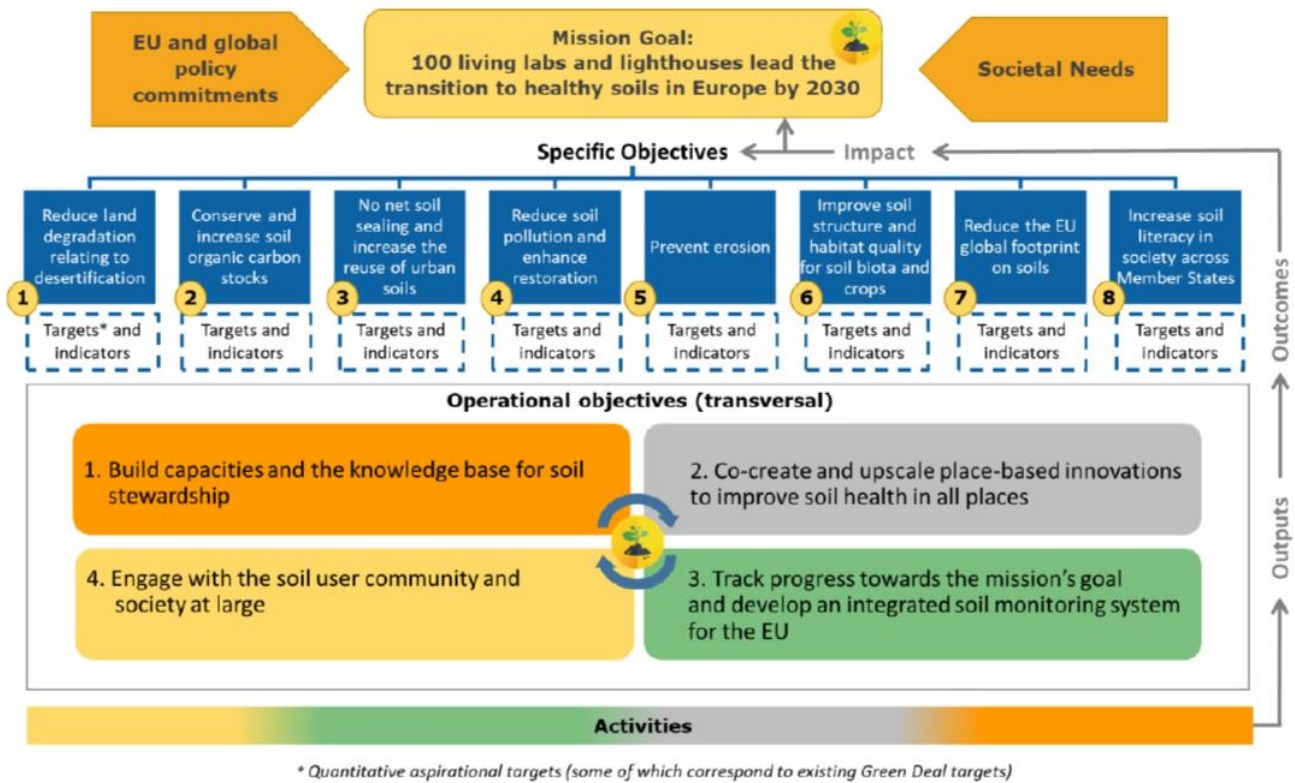 EU and global
policy
commitments
Mission Goal:
100 living labs and lighthouses lead the
transition to healthy soils in Europe by 2030
Societal Needs
Specific Objectives
Impact
Reduce land
degradation
relating to
desertification
1
Targets* and
indicators
Conserve and
increase soil
organic carbon
stocks
2
Targets and
indicators
No net soil
sealing and
increase the
reuse of urban
soils
3
Targets and
indicators
Reduce soil
pollution and
enhance
restoration
4
Targets and
indicators
Prevent erosion
5
Targets and
indicators
Improve soil
structure and
habitat quality
for soil biota and
crops
6
Targets and
indicators
Reduce the EU
global footprint
on soils
7
Targets and
indicators
Increase soil
literacy in
society across
Member States
8
Targets and
indicators
Outcomes
Outputs
Operational objectives (transversal)
1. Build capacities and the knowledge base for soil
stewardship
2. Co-create and upscale place-based innovations
to improve soil health in all places
4. Engage with the soil user community and
society at large
3. Track progress towards the mission's goal
and develop an integrated soil monitoring system
for the EU
Activities
* Quantitative aspirational targets (some of which correspond to existing Green Deal targets)